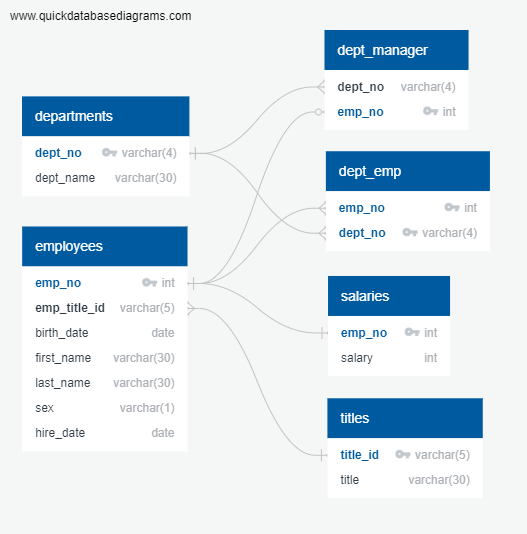 www.quickdatabasediagrams.com
departments
dept_no varchar(4)
dept_name varchar(30)
employees
emp_no int
emp_title_id varchar(5)
birth_date date
first_name varchar(30)
last_name varchar(30)
sex varchar(1)
hire_date date
dept_manager
dept_no varchar(4)
emp_no int
dept_emp
emp_no int
dept_no varchar(4)
salaries
emp_no int
salary int
titles
title_id varchar(5)
title varchar(30)